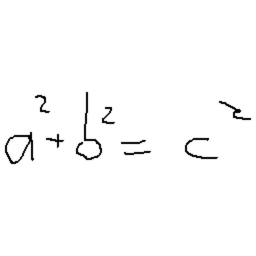 a² + b² = c²